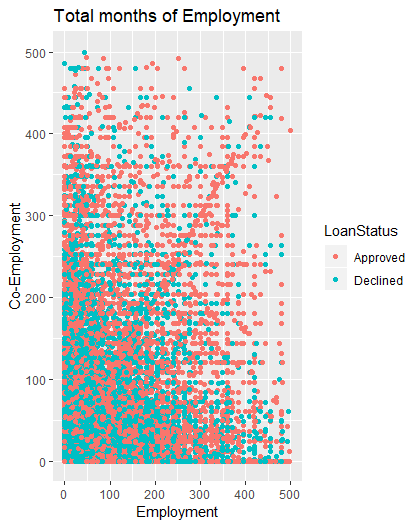 Total months of Employment
500
400
300
200
100
0
Co-Employment
0 100 200 300 400 500
Employment
LoanStatus
Approved
Declined